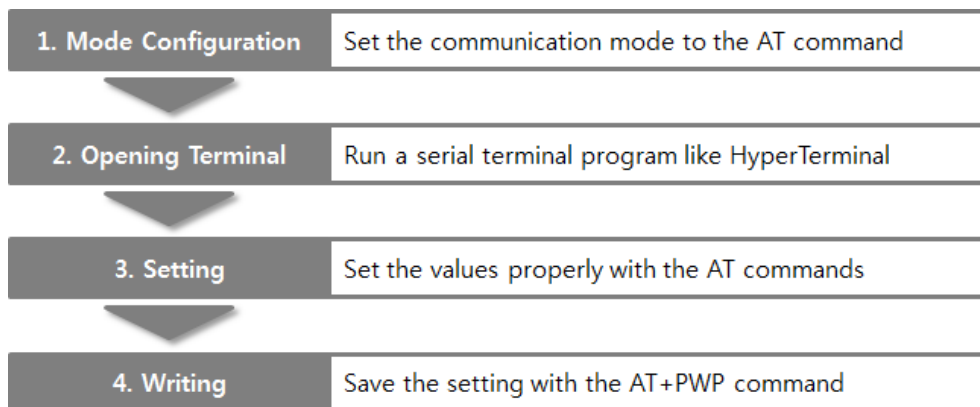 1. Mode Configuration Set the communication mode to the AT command
2. Opening Terminal Run a serial terminal program like HyperTerminal
3. Setting Set the values properly with the AT commands
4. Writing Save the setting with the AT+PWP command